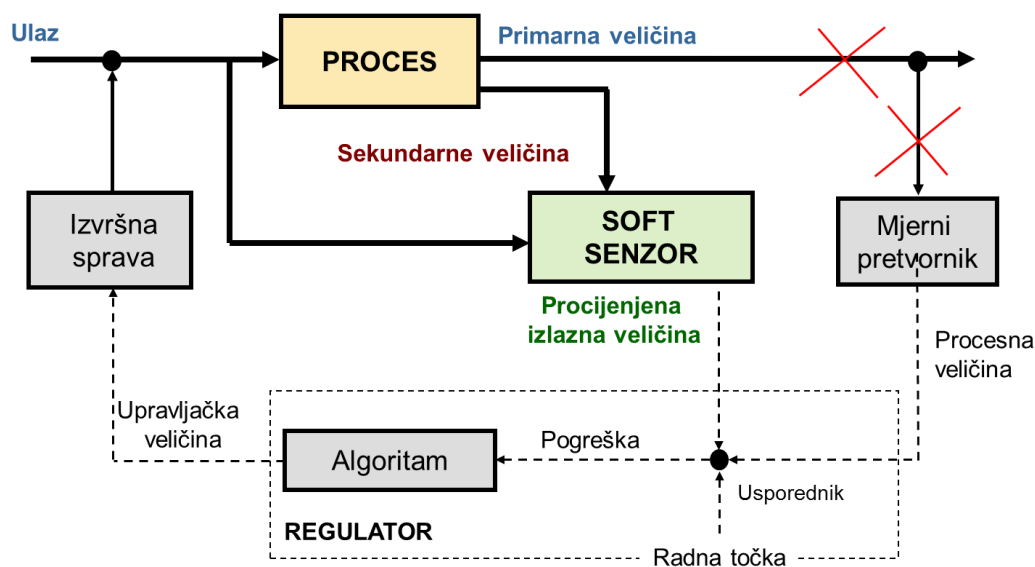 Ulaz
PROCES
Primarna veličina
Sekundarne veličina
Izvršna
sprava
SOFT
SENZOR
Mjerni
pretvornik
Procijenjena
izlazna veličina
Procesna
veličina
Upravljačka
veličina
Algoritam
Pogreška
Usporednik
REGULATOR
Radna točka